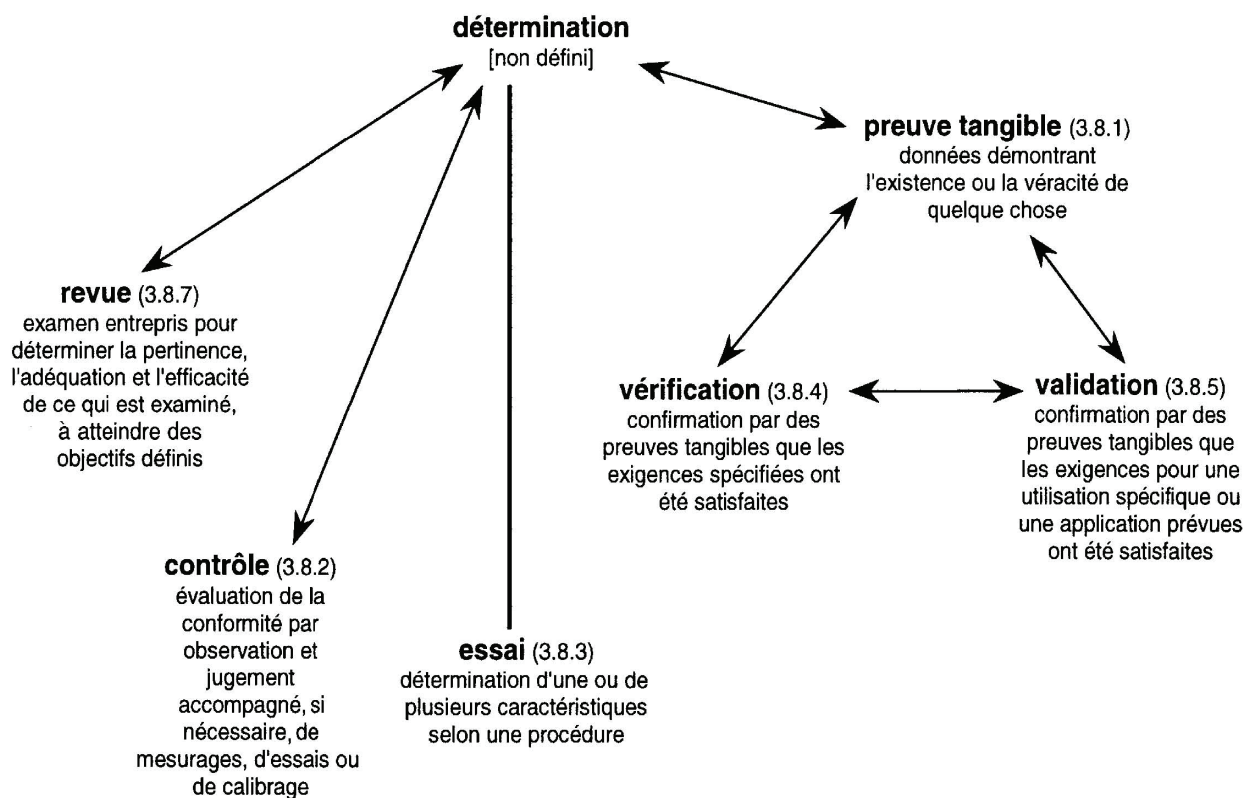 détermination
[non défini]
preuve tangible (3.8.1)
données démontrant
l'existence ou la véracité de
quelque chose
revue (3.8.7)
examen entrepris pour
déterminer la pertinence,
l'adéquation et l'efficacité
de ce qui est examiné,
à atteindre des
objectifs définis
vérification (3.8.4)
confirmation par des
preuves tangibles que les
exigences spécifiées ont
été satisfaites
validation (3.8.5)
confirmation par des
preuves tangibles que
les exigences pour une
utilisation spécifique ou
une application prévues
ont été satisfaites
contrôle (3.8.2)
évaluation de la
conformité par
observation et
jugement
accompagné, si
nécessaire, de
mesurages, d'essais ou
de calibrage
essai (3.8.3)
détermination d'une ou de
plusieurs caractéristiques
selon une procédure